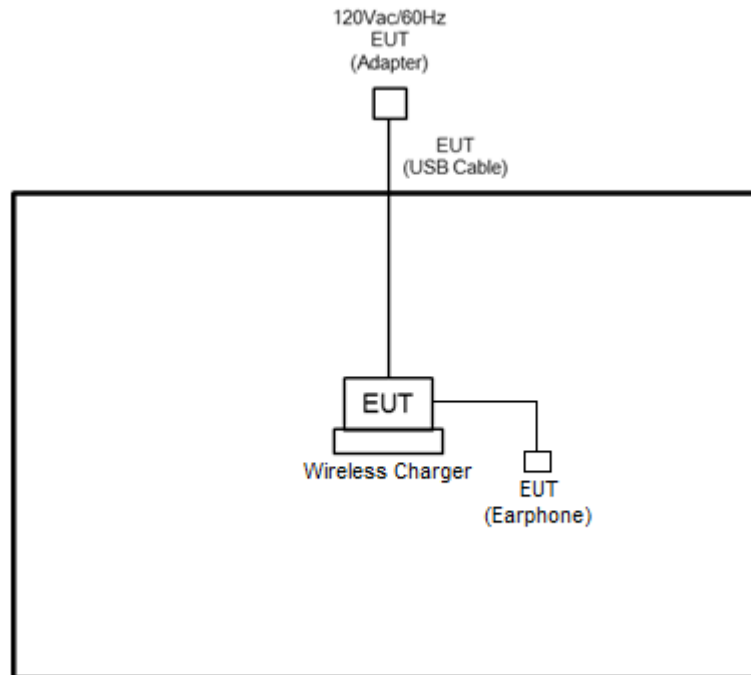 120Vac/60Hz
EUT
(Adapter)
EUT
(USB Cable)
EUT
Wireless Charger
EUT
(Earphone)